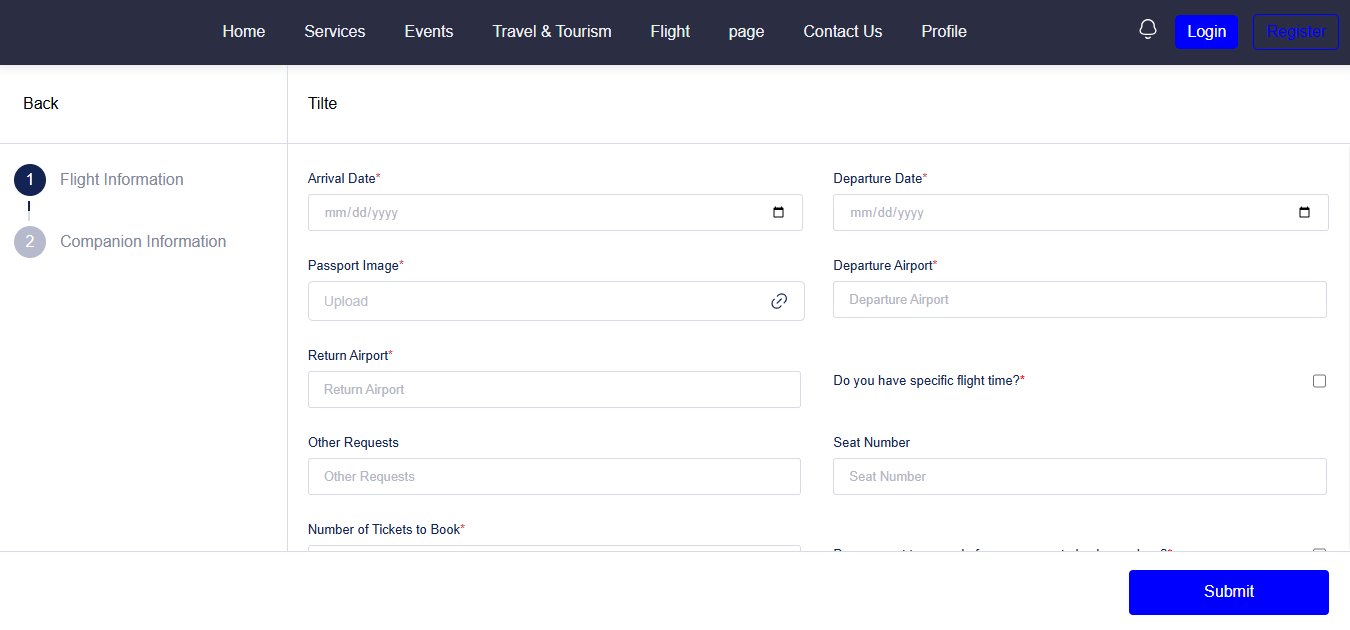 Home Services Events Travel & Tourism Flight page Contact Us Profile Login Register
Back
Tilte
1 Flight Information
2 Companion Information
Arrival Date* Departure Date*
mm/dd/yyyy mm/dd/yyyy
Passport Image* Departure Airport*
Upload Departure Airport
Return Airport*
Return Airport
Do you have specific flight time?*
Other Requests Seat Number
Other Requests Seat Number
Number of Tickets to Book*
Submit